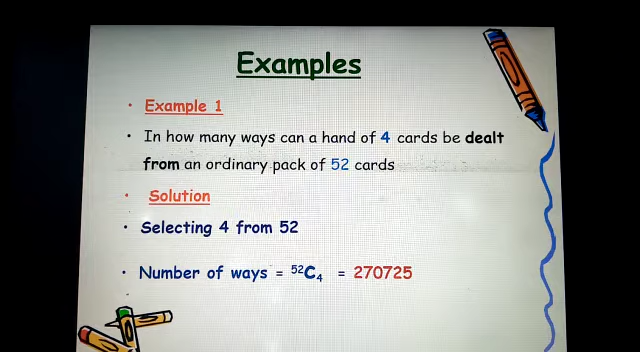 Examples
• Example 1
• In how many ways can a hand of 4 cards be dealt
from an ordinary pack of 52 cards
• Solution
• Selecting 4 from 52
• Number of ways = ⁵²C₄ = 270725